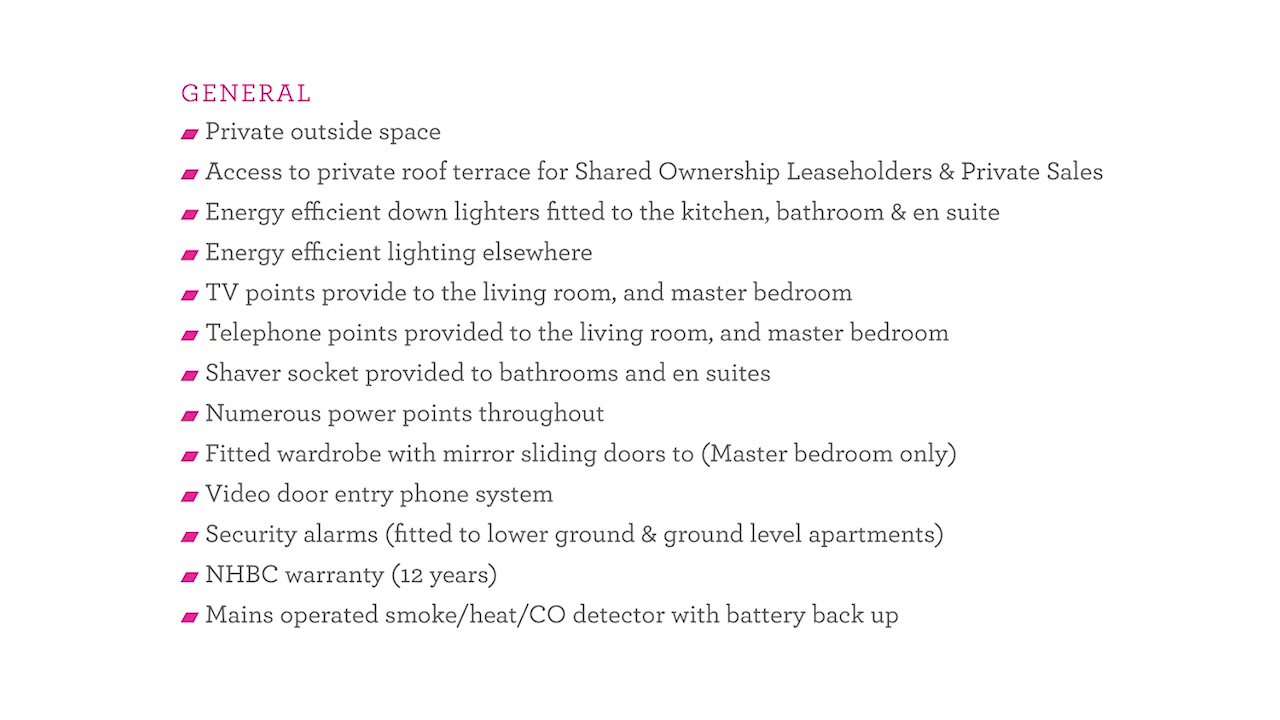 GENERAL
Private outside space
Access to private roof terrace for Shared Ownership Leaseholders & Private Sales
Energy efficient down lighters fitted to the kitchen, bathroom & en suite
Energy efficient lighting elsewhere
TV points provide to the living room, and master bedroom
Telephone points provided to the living room, and master bedroom
Shaver socket provided to bathrooms and en suites
Numerous power points throughout
Fitted wardrobe with mirror sliding doors to (Master bedroom only)
Video door entry phone system
Security alarms (fitted to lower ground & ground level apartments)
NHBC warranty (12 years)
Mains operated smoke/heat/CO detector with battery back up